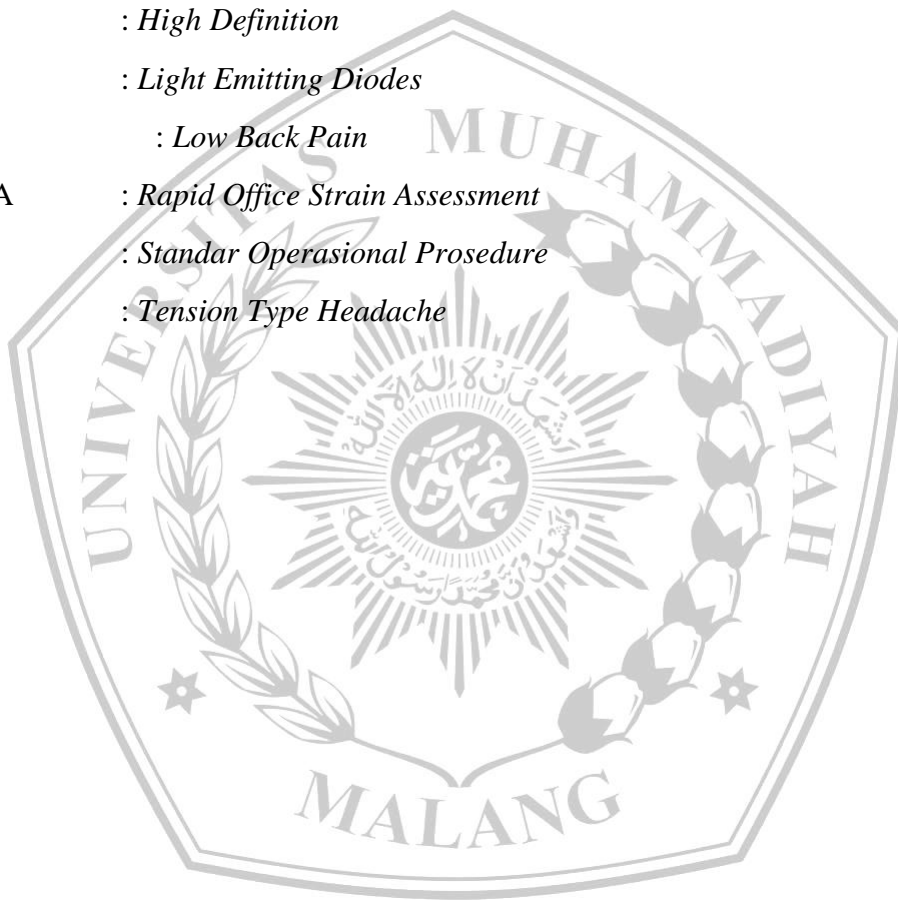 : High Definition
: Light Emitting Diodes
: Low Back Pain
A : Rapid Office Strain Assessment
: Standar Operasional Prosedure
: Tension Type Headache
UNIVERSITAS MUHAMMADIYAH
MALANG